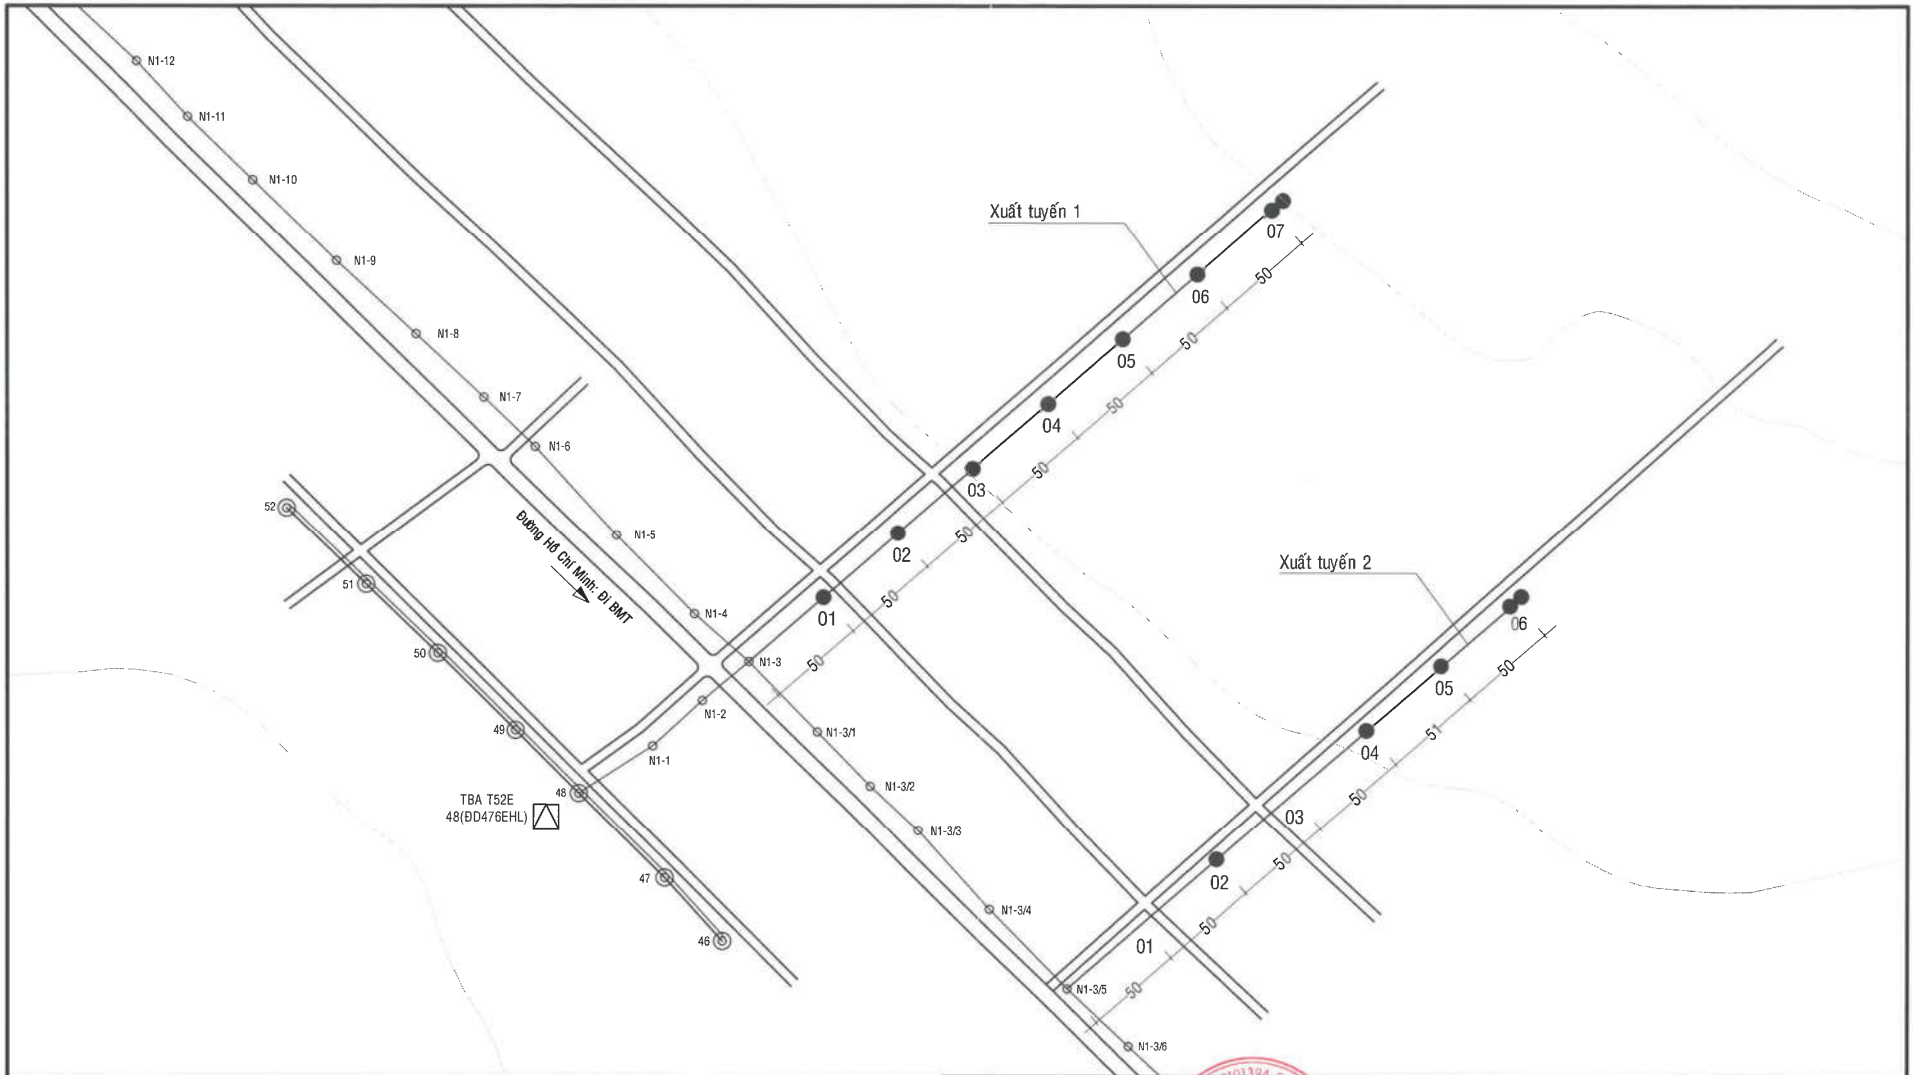 N1-12
N1-11
N1-10
N1-9
N1-8
N1-7
N1-6
N1-5
N1-4
N1-3
N1-2
N1-1
N1-3/1
N1-3/2
N1-3/3
N1-3/4
N1-3/5
N1-3/6
52
51
50
49
48
47
46
TBA T52E
48(ĐD476EHL)
Đường Hồ Chí Minh: Đi BMT
Xuất tuyến 1
07
06
05
04
03
02
01
50
50
50
50
50
50
50
Xuất tuyến 2
06
05
04
03
02
01
50
51
50
50
50
50